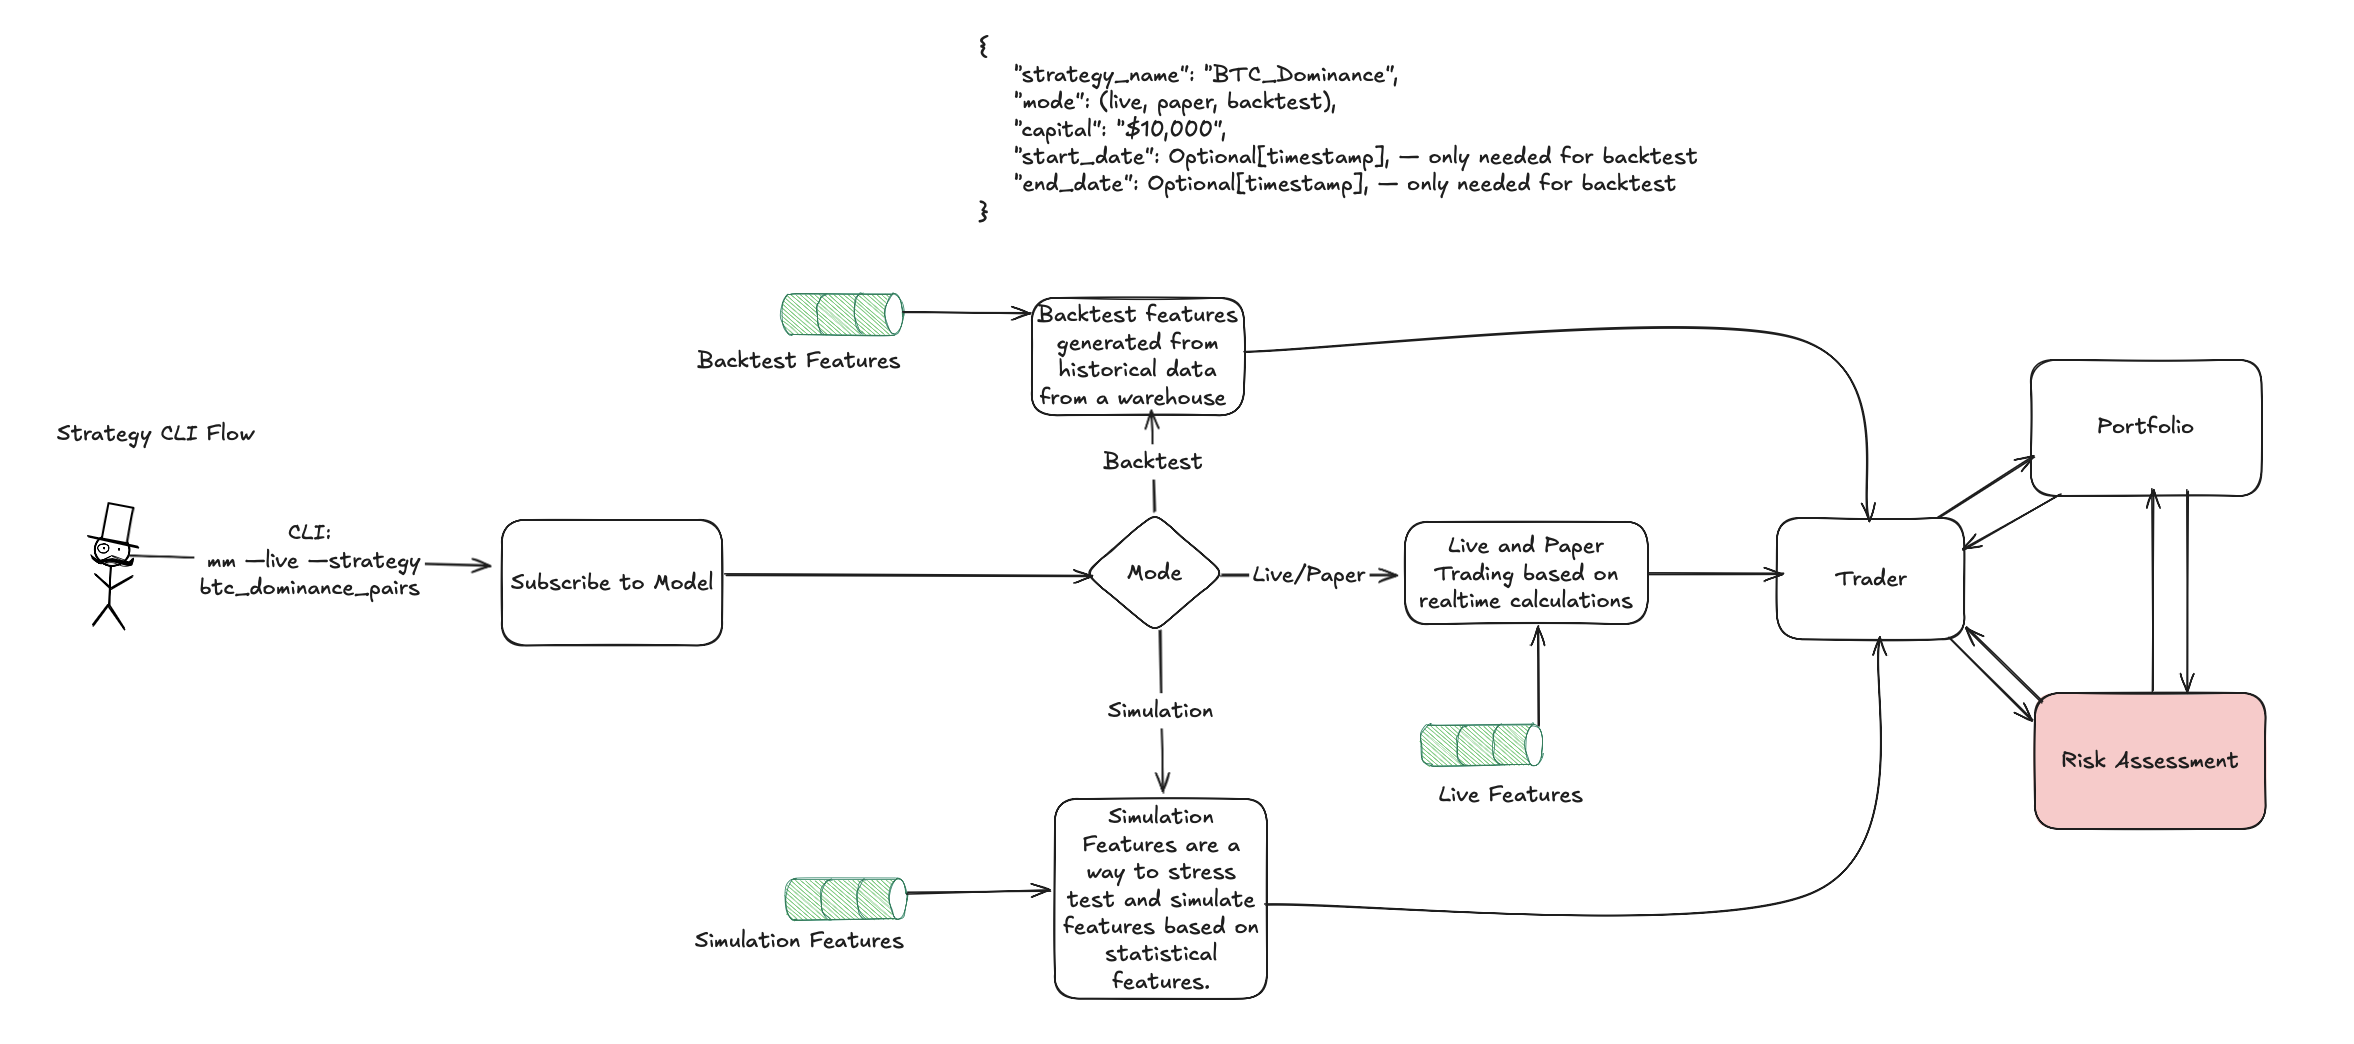 {
"strategy_name": "BTC_Dominance",
"mode": (live, paper, backtest),
"capital": "$10,000",
"start_date": Optional[timestamp], — only needed for backtest
"end_date": Optional[timestamp], — only needed for backtest
}
Backtest Features
Backtest features
generated from
historical data
from a warehouse
Strategy CLI Flow
CLI:
mm —live —strategy
btc_dominance_pairs
Subscribe to Model
Backtest
Mode
Live/Paper
Simulation
Live and Paper
Trading based on
realtime calculations
Live Features
Trader
Portfolio
Risk Assessment
Simulation Features
Simulation
Features are a
way to stress
test and simulate
features based on
statistical
features.